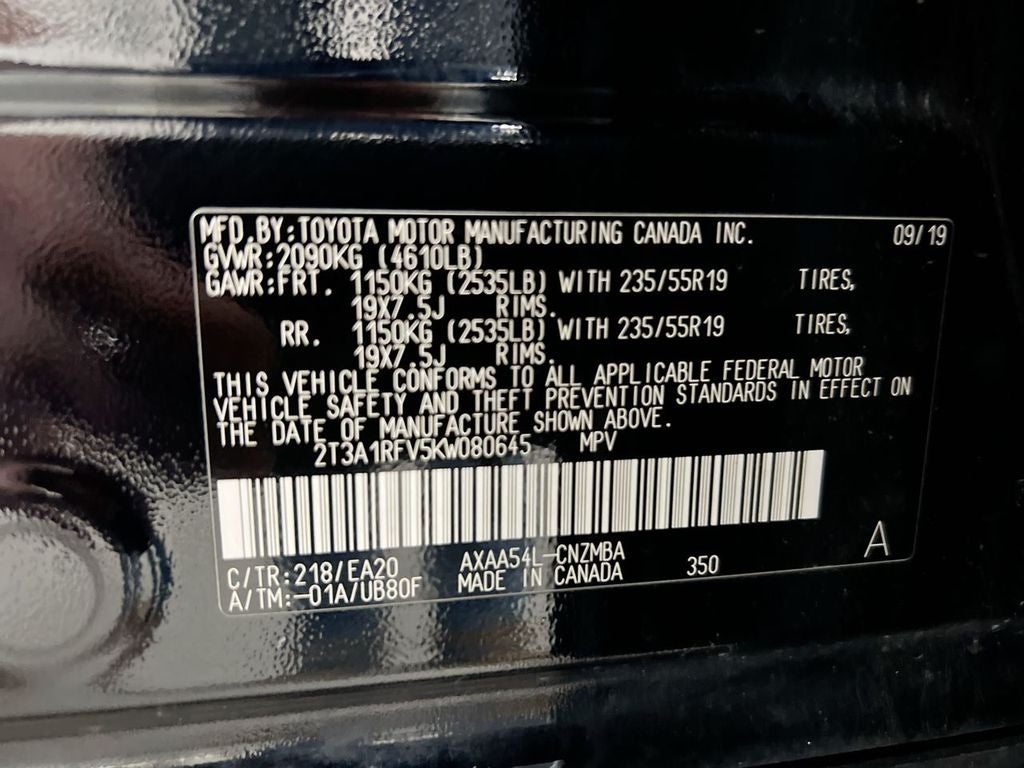 MFD.BY:TOYOTA MOTOR MANUFACTURING CANADA INC. 09/19
GVWR:2090KG (4610LB)
GAWR:FRT. 1150KG (2535LB) WITH 235/55R19 TIRES,
19X7.5J RIMS.
RR. 1150KG (2535LB) WITH 235/55R19 TIRES,
19X7.5J RIMS.
THIS VEHICLE CONFORMS TO ALL APPLICABLE FEDERAL MOTOR
VEHICLE SAFETY AND THEFT PREVENTION STANDARDS IN EFFECT ON
THE DATE OF MANUFACTURE SHOWN ABOVE.
2T3A1RFV5KW080645 MPV
C/TR:218/EA20 AXAA54L-CNZMBA 350 A
A/TM:-01A/UB80F MADE IN CANADA